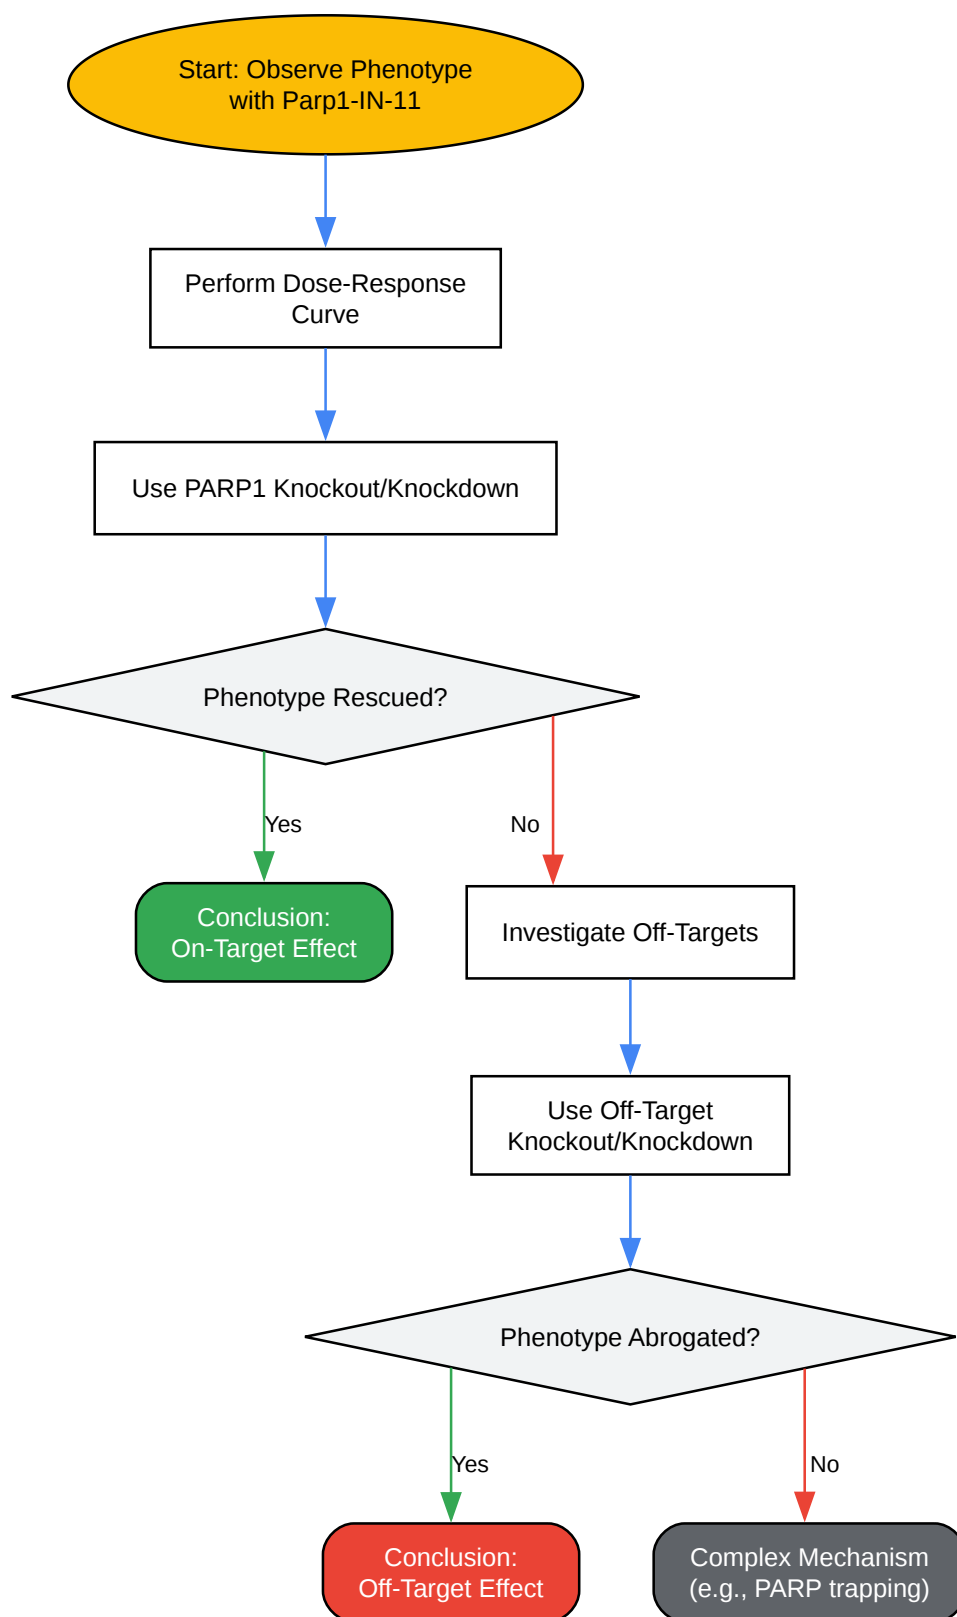 Start: Observe Phenotype
with Parp1-IN-11
Perform Dose-Response
Curve
Use PARP1 Knockout/Knockdown
Phenotype Rescued?
Yes
No
Conclusion:
On-Target Effect
Investigate Off-Targets
Use Off-Target
Knockout/Knockdown
Phenotype Abrogated?
Yes
No
Conclusion:
Off-Target Effect
Complex Mechanism
(e.g., PARP trapping)